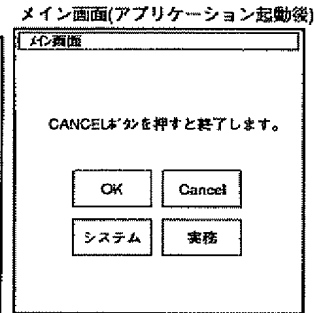 メイン画面(アプリケーション起動後)
メイン画面
CANCELボタンを押すと終了します。
OK Cancel
システム 実務